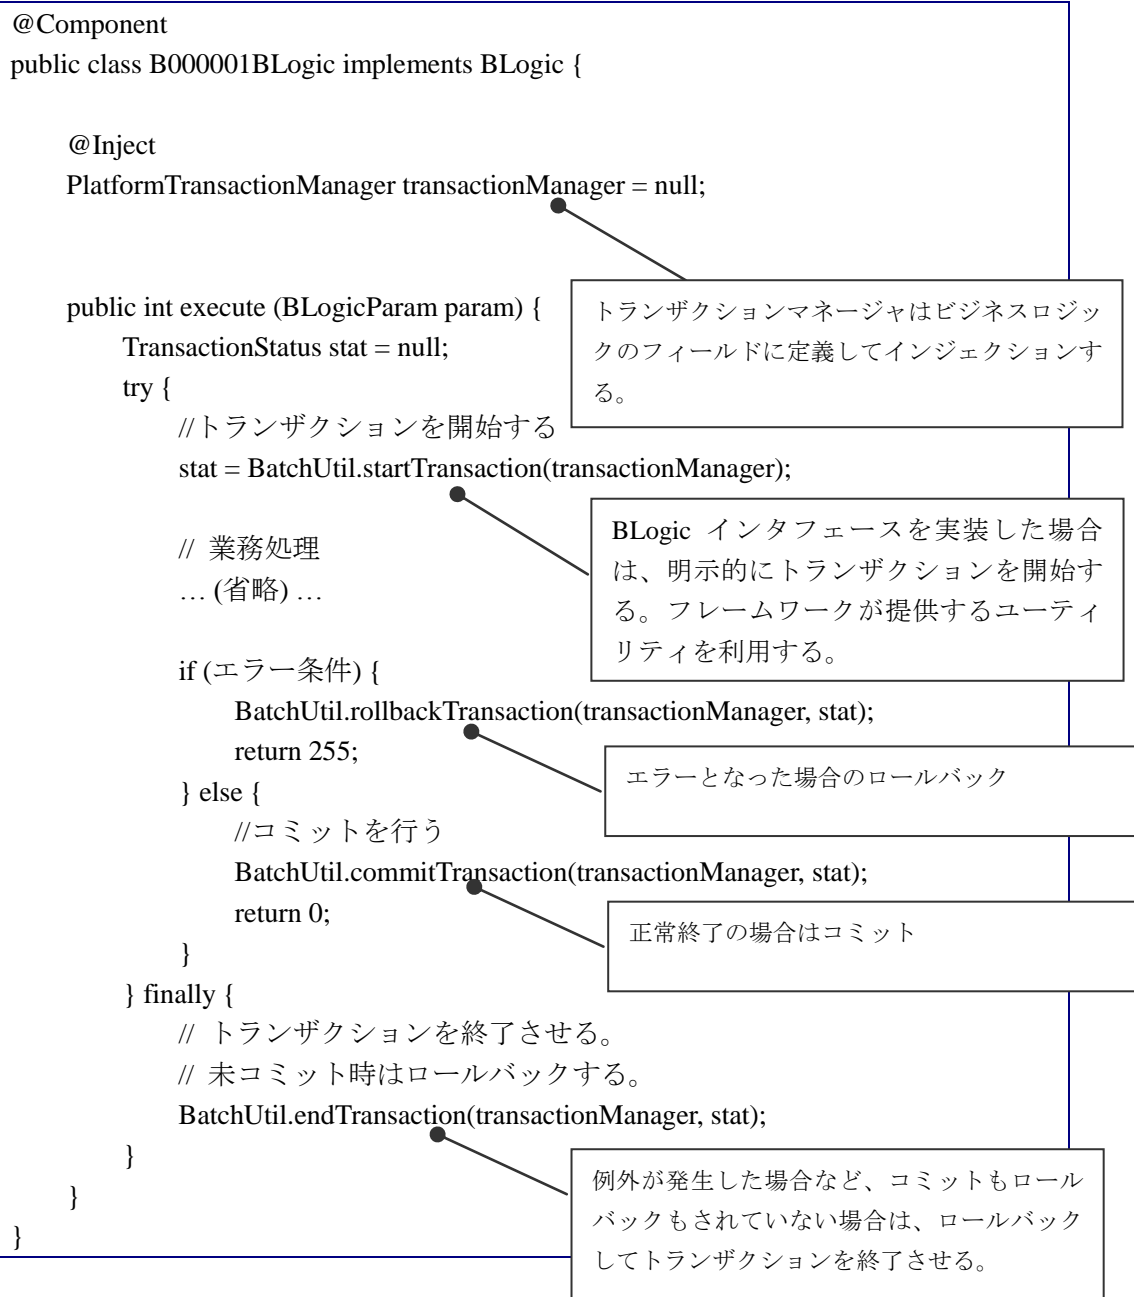 @Component
public class B000001BLogic implements BLogic {
@Inject
PlatformTransactionManager transactionManager = null;
トランザクションマネージャはビジネスロジッ
クのフィールドに定義してインジェクションす
る。
public int execute (BLogicParam param) {
TransactionStatus stat = null;
try {
//トランザクションを開始する
stat = BatchUtil.startTransaction(transactionManager);
BLogic インタフェースを実装した場合
は、明示的にトランザクションを開始す
る。フレームワークが提供するユーティ
リティを利用する。
// 業務処理
… (省略) …
if (エラー条件) {
BatchUtil.rollbackTransaction(transactionManager, stat);
return 255;
エラーとなった場合のロールバック
} else {
//コミットを行う
BatchUtil.commitTransaction(transactionManager, stat);
return 0;
正常終了の場合はコミット
}
} finally {
// トランザクションを終了させる。
// 未コミット時はロールバックする。
BatchUtil.endTransaction(transactionManager, stat);
例外が発生した場合など、コミットもロール
バックもされていない場合は、ロールバック
してトランザクションを終了させる。
}
}
}